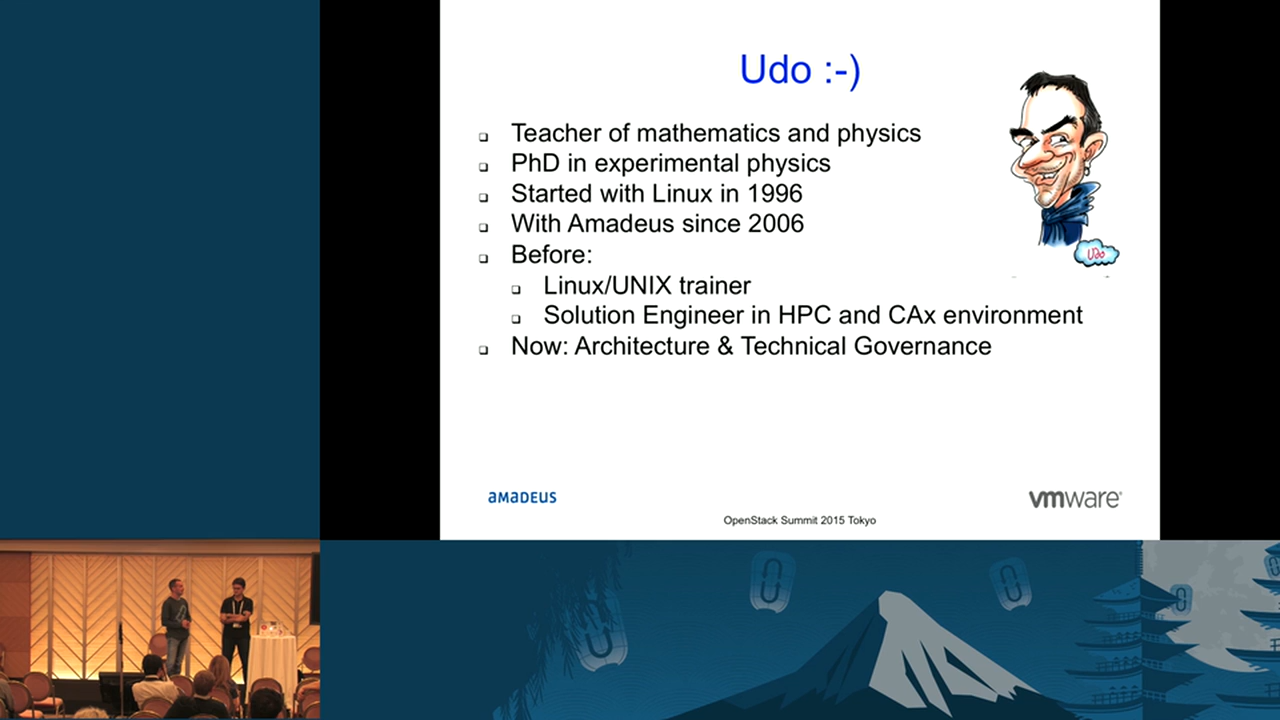 Udo :-)
Teacher of mathematics and physics
PhD in experimental physics
Started with Linux in 1996
With Amadeus since 2006
Before:
Linux/UNIX trainer
Solution Engineer in HPC and CAx environment
Now: Architecture & Technical Governance
Udo
amadeus
vmware®
OpenStack Summit 2015 Tokyo